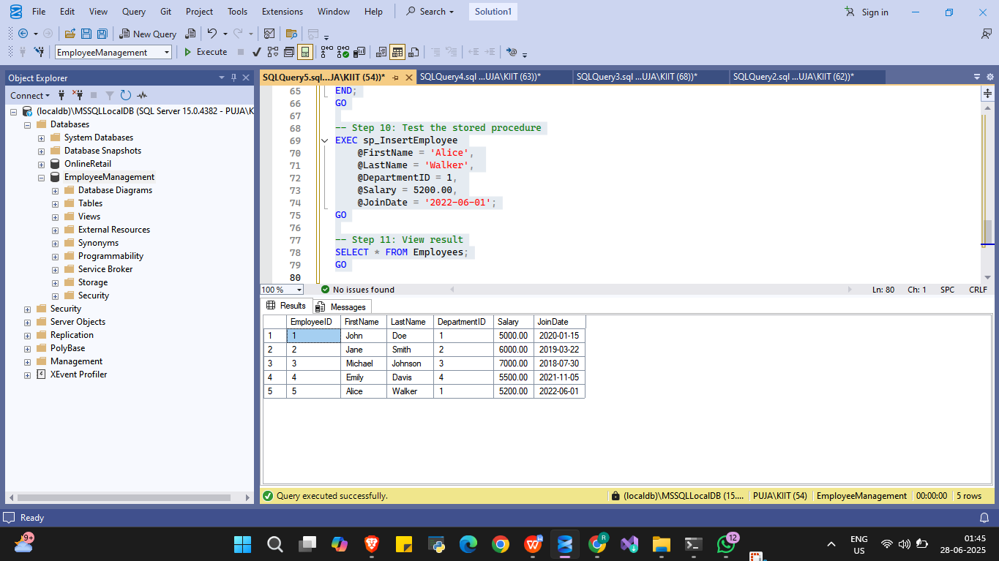 File Edit View Query Git Project Tools Extensions Window Help Search Solution1 Sign in
New Query
EmployeeManagement Execute
Object Explorer
Connect
(localdb)\MSSQLLocalDB (SQL Server 15.0.4382 - PUJA\K
Databases
System Databases
Database Snapshots
OnlineRetail
EmployeeManagement
Database Diagrams
Tables
Views
External Resources
Synonyms
Programmability
Service Broker
Storage
Security
Security
Server Objects
Replication
PolyBase
Management
XEvent Profiler
SQLQuery5.sql...JA\KIIT (54))* SQLQuery4.sql ...UJA\KIIT (63))* SQLQuery3.sql ...UJA\KIIT (68))* SQLQuery2.sql ...UJA\KIIT (62))*
65 END;
66 GO
67
68 -- Step 10: Test the stored procedure
69 EXEC sp_InsertEmployee
70 @FirstName = 'Alice',
71 @LastName = 'Walker',
72 @DepartmentID = 1,
73 @Salary = 5200.00,
74 @JoinDate = '2022-06-01';
75 GO
76
77 -- Step 11: View result
78 SELECT * FROM Employees;
79 GO
80
100 % No issues found Ln: 80 Ch: 1 SPC CRLF
Results Messages
EmployeeID FirstName LastName DepartmentID Salary JoinDate
1 1 John Doe 1 5000.00 2020-01-15
2 2 Jane Smith 2 6000.00 2019-03-22
3 3 Michael Johnson 3 7000.00 2018-07-30
4 4 Emily Davis 4 5500.00 2021-11-05
5 5 Alice Walker 1 5200.00 2022-06-01
Query executed successfully. (localdb)\MSSQLLocalDB (15.... PUJA\KIIT (54) EmployeeManagement 00:00:00 5 rows
Ready
9+ R 12 ENG 01:45
US 28-06-2025